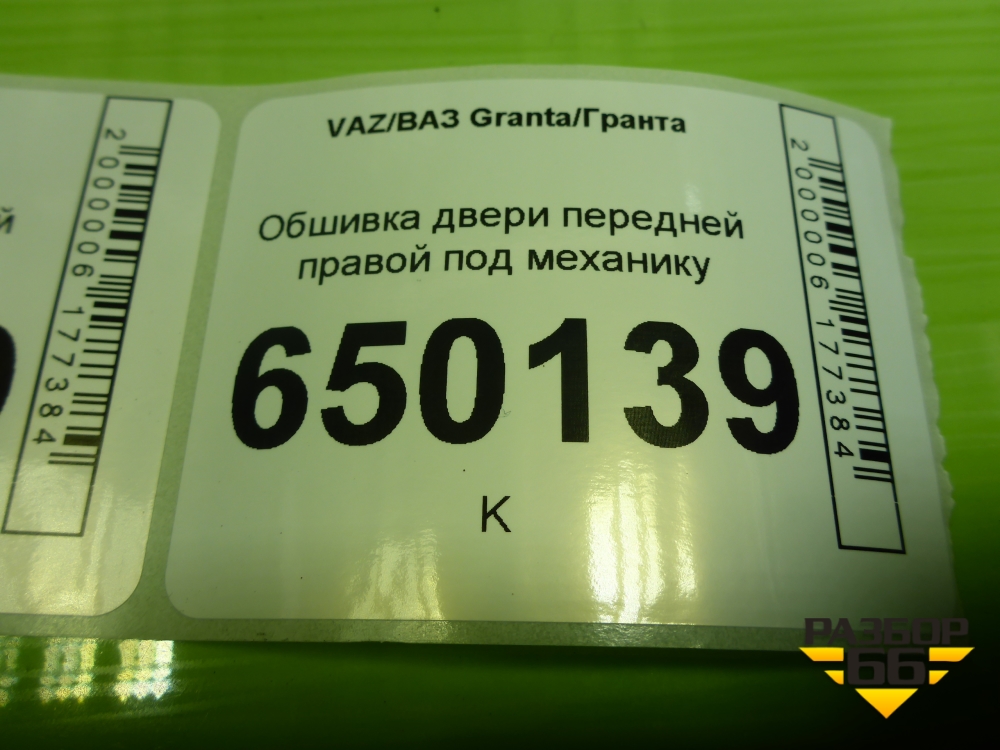 й
2000006177384
VAZ/ВАЗ Granta/Гранта
Обшивка двери передней
правой под механику
650139
К
2000006177384
РАЗБОР
66